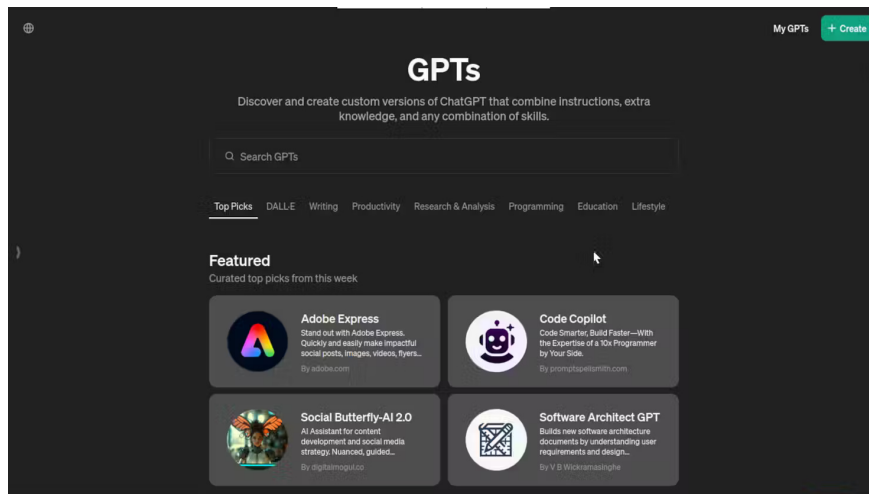 My GPTs
+ Create
GPTs
Discover and create custom versions of ChatGPT that combine instructions, extra
knowledge, and any combination of skills.
Search GPTs
Top Picks DALL·E Writing Productivity Research & Analysis Programming Education Lifestyle
Featured
Curated top picks from this week
Adobe Express
Stand out with Adobe Express.
Quickly and easily make impactful
social posts, images, videos, flyers...
By adobe.com
Code Copilot
Code Smarter, Build Faster—With
the Expertise of a 10x Programmer
by Your Side.
By promptspellsmith.com
Social Butterfly-AI 2.0
AI Assistant for content
development and social media
strategy. Nuanced, guided...
By digitalmogul.co
Software Architect GPT
Builds new software architecture
documents by understanding user
requirements and design...
By V B Wickramasinghe